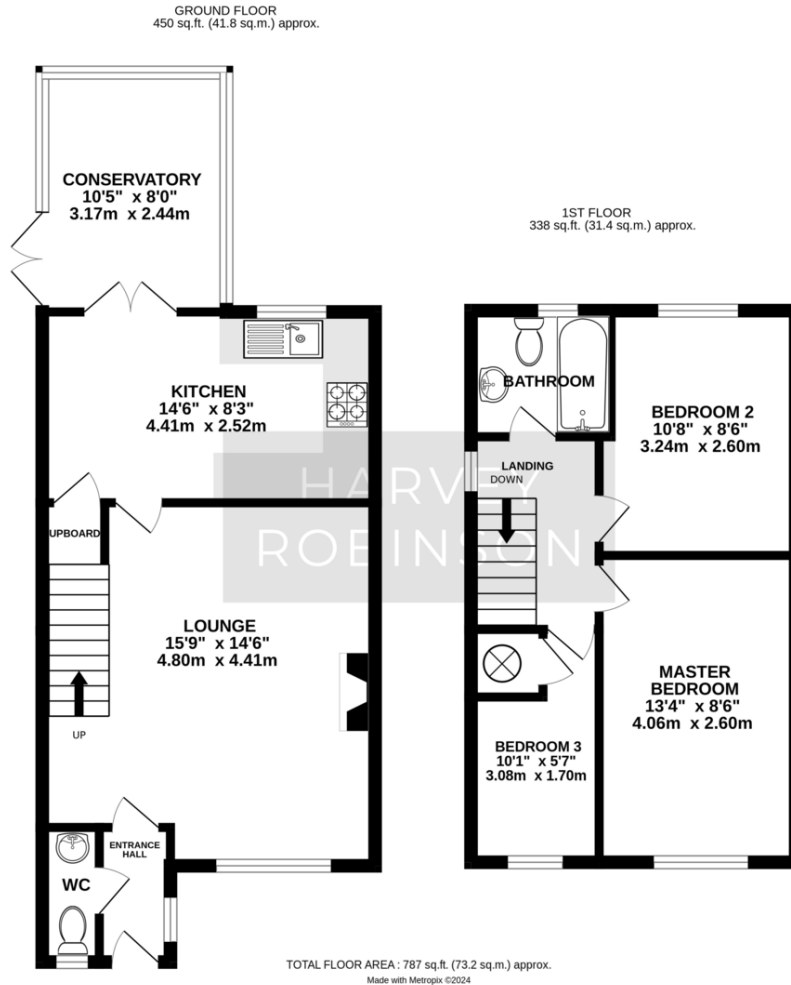 GROUND FLOOR
450 sq.ft. (41.8 sq.m.) approx.
CONSERVATORY
10'5" x 8'0"
3.17m x 2.44m
KITCHEN
14'6" x 8'3"
4.41m x 2.52m
UPBOARD
LOUNGE
15'9" x 14'6"
4.80m x 4.41m
UP
ENTRANCE
HALL
WC
1ST FLOOR
338 sq.ft. (31.4 sq.m.) approx.
BATHROOM
BEDROOM 2
10'8" x 8'6"
3.24m x 2.60m
LANDING
DOWN
HARVEY
ROBINSON
MASTER
BEDROOM
13'4" x 8'6"
4.06m x 2.60m
BEDROOM 3
10'1" x 5'7"
3.08m x 1.70m
TOTAL FLOOR AREA : 787 sq.ft. (73.2 sq.m.) approx.
Made with Metropix ©2024